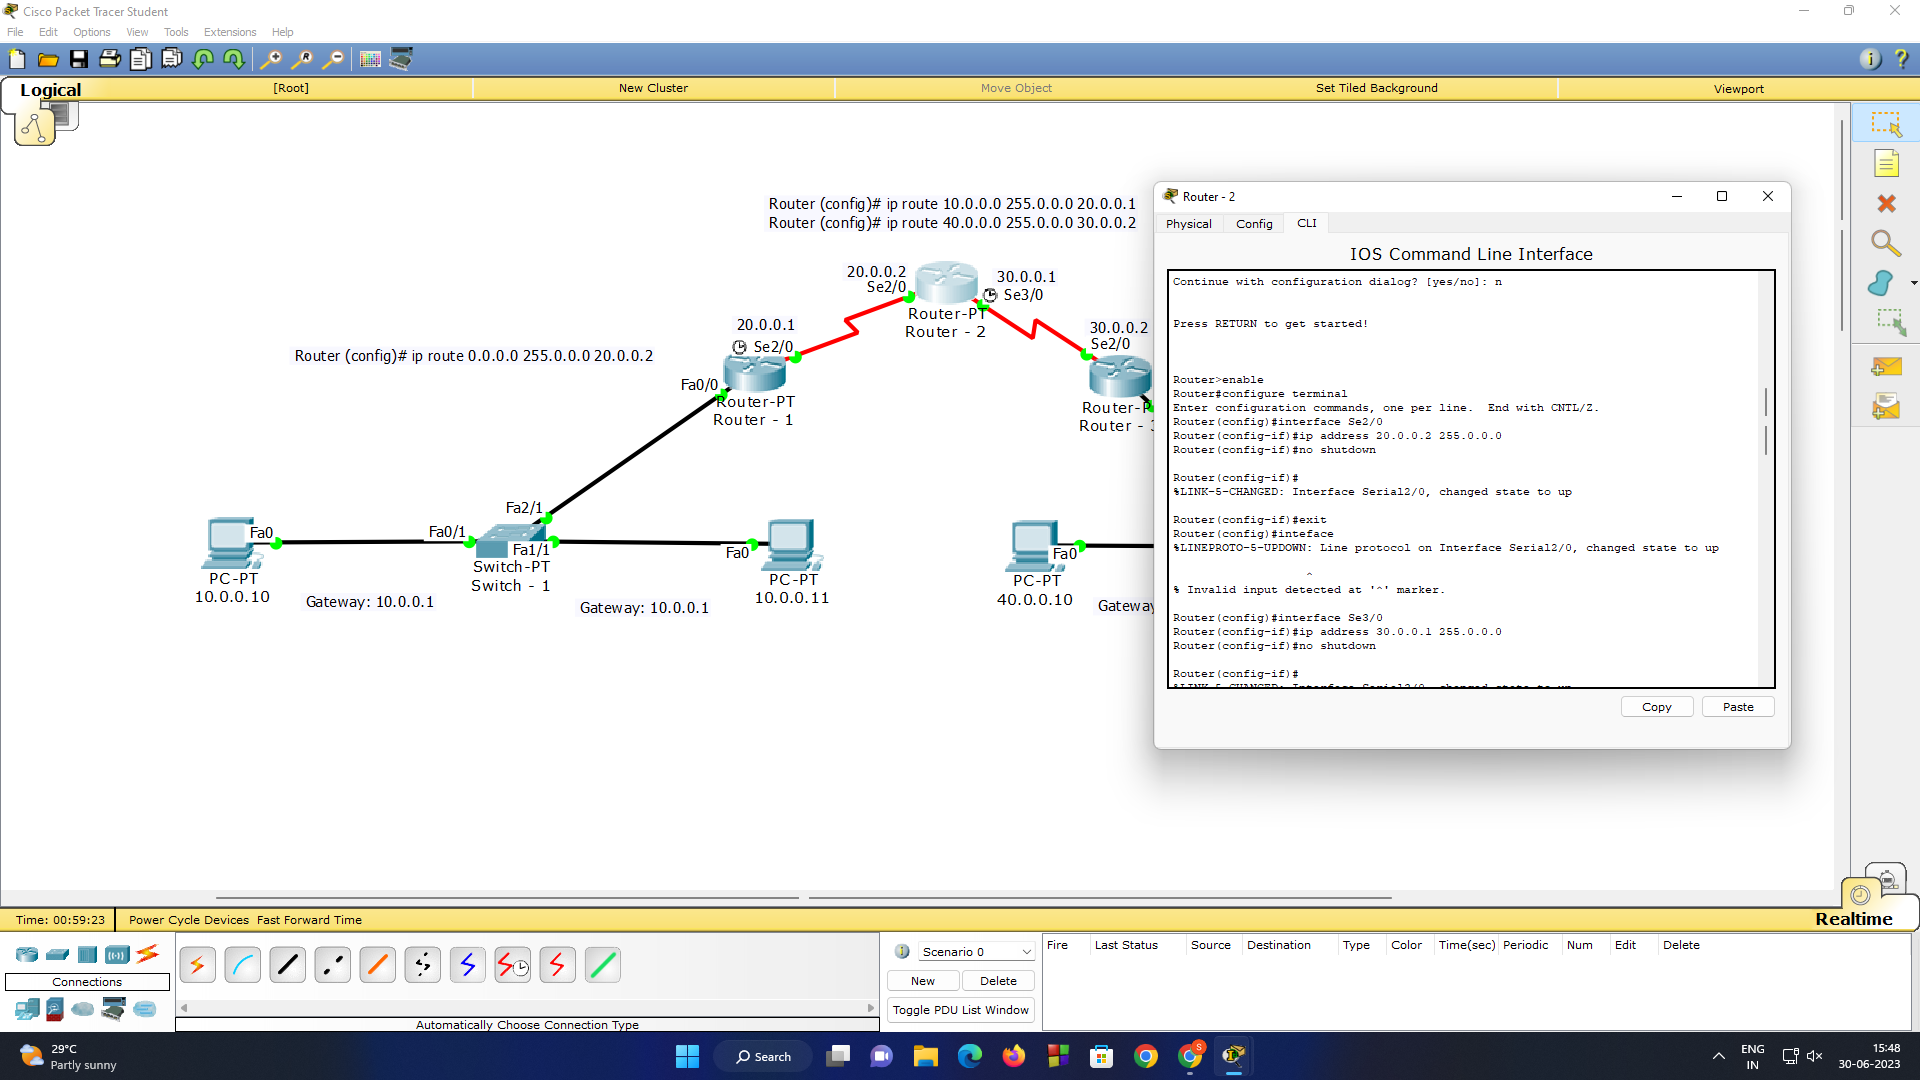 Cisco Packet Tracer Student
File Edit Options View Tools Extensions Help
Logical [Root] New Cluster Move Object Set Tiled Background Viewport
Router (config)# ip route 10.0.0.0 255.0.0.0 20.0.0.1
Router (config)# ip route 40.0.0.0 255.0.0.0 30.0.0.2
20.0.0.2
Se2/0
30.0.0.1
Se3/0
Router-PT
Router - 2
20.0.0.1
Se2/0
30.0.0.2
Se2/0
Router (config)# ip route 0.0.0.0 255.0.0.0 20.0.0.2
Fa0/0
Router-PT
Router - 1
Router-P
Router -
Fa2/1
Fa0
Fa0/1
Fa1/1
Fa0
Fa0
PC-PT
10.0.0.10
Gateway: 10.0.0.1
Switch-PT
Switch - 1
Gateway: 10.0.0.1
PC-PT
10.0.0.11
PC-PT
40.0.0.10
Gateway
Router - 2
Physical Config CLI
IOS Command Line Interface
Continue with configuration dialog? [yes/no]: n
Press RETURN to get started!
Router>enable
Router#configure terminal
Enter configuration commands, one per line. End with CNTL/Z.
Router(config)#interface Se2/0
Router(config-if)#ip address 20.0.0.2 255.0.0.0
Router(config-if)#no shutdown
Router(config-if)#
%LINK-5-CHANGED: Interface Serial2/0, changed state to up
Router(config-if)#exit
Router(config)#inteface
%LINEPROTO-5-UPDOWN: Line protocol on Interface Serial2/0, changed state to up
^
% Invalid input detected at '^' marker.
Router(config)#interface Se3/0
Router(config-if)#ip address 30.0.0.1 255.0.0.0
Router(config-if)#no shutdown
Router(config-if)#
Copy Paste
Time: 00:59:23 Power Cycle Devices Fast Forward Time
Realtime
Connections
Automatically Choose Connection Type
Scenario 0
New Delete
Toggle PDU List Window
Fire Last Status Source Destination Type Color Time(sec) Periodic Num Edit Delete
29°C
Partly sunny
Search
S
ENG
IN
15:48
30-06-2023